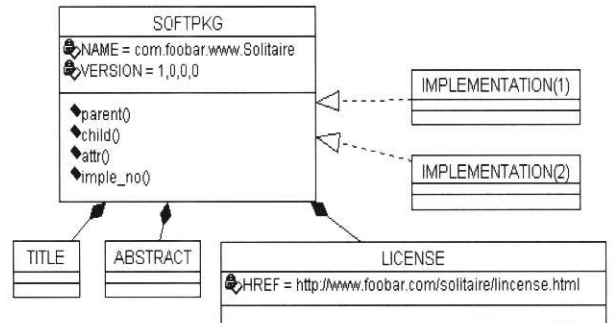 SOFTPKG
NAME = com.foobar.www.Solitaire
VERSION = 1,0,0,0
parent()
child()
attr()
imple_no()
IMPLEMENTATION(1)
IMPLEMENTATION(2)
TITLE
ABSTRACT
LICENSE
HREF = http://www.foobar.com/solitaire/lincense.html